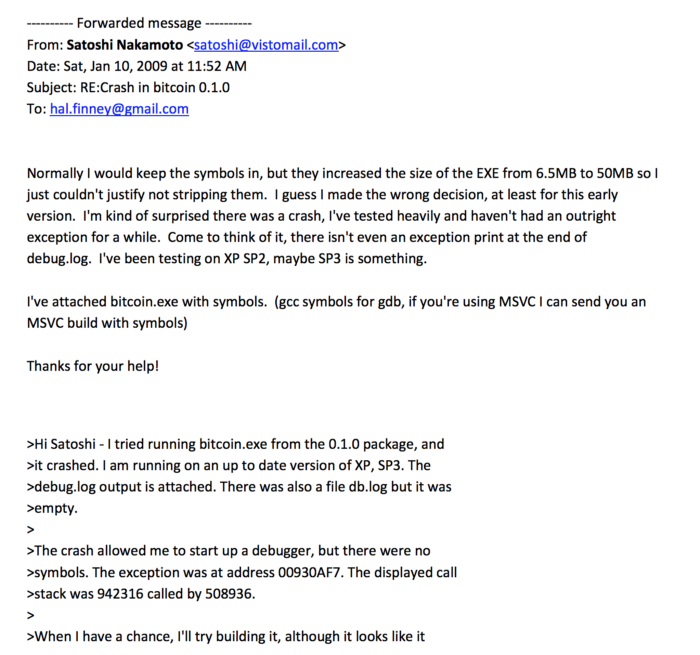 ---------- Forwarded message ----------
From: Satoshi Nakamoto <satoshi@vistomail.com>
Date: Sat, Jan 10, 2009 at 11:52 AM
Subject: RE:Crash in bitcoin 0.1.0
To: hal.finney@gmail.com
Normally I would keep the symbols in, but they increased the size of the EXE from 6.5MB to 50MB so I
just couldn't justify not stripping them.  I guess I made the wrong decision, at least for this early
version.  I'm kind of surprised there was a crash, I've tested heavily and haven't had an outright
exception for a while.  Come to think of it, there isn't even an exception print at the end of
debug.log.  I've been testing on XP SP2, maybe SP3 is something.
I've attached bitcoin.exe with symbols.  (gcc symbols for gdb, if you're using MSVC I can send you an
MSVC build with symbols)
Thanks for your help!
>Hi Satoshi - I tried running bitcoin.exe from the 0.1.0 package, and
>it crashed. I am running on an up to date version of XP, SP3. The
>debug.log output is attached. There was also a file db.log but it was
>empty.
>
>The crash allowed me to start up a debugger, but there were no
>symbols. The exception was at address 00930AF7. The displayed call
>stack was 942316 called by 508936.
>
>When I have a chance, I'll try building it, although it looks like it